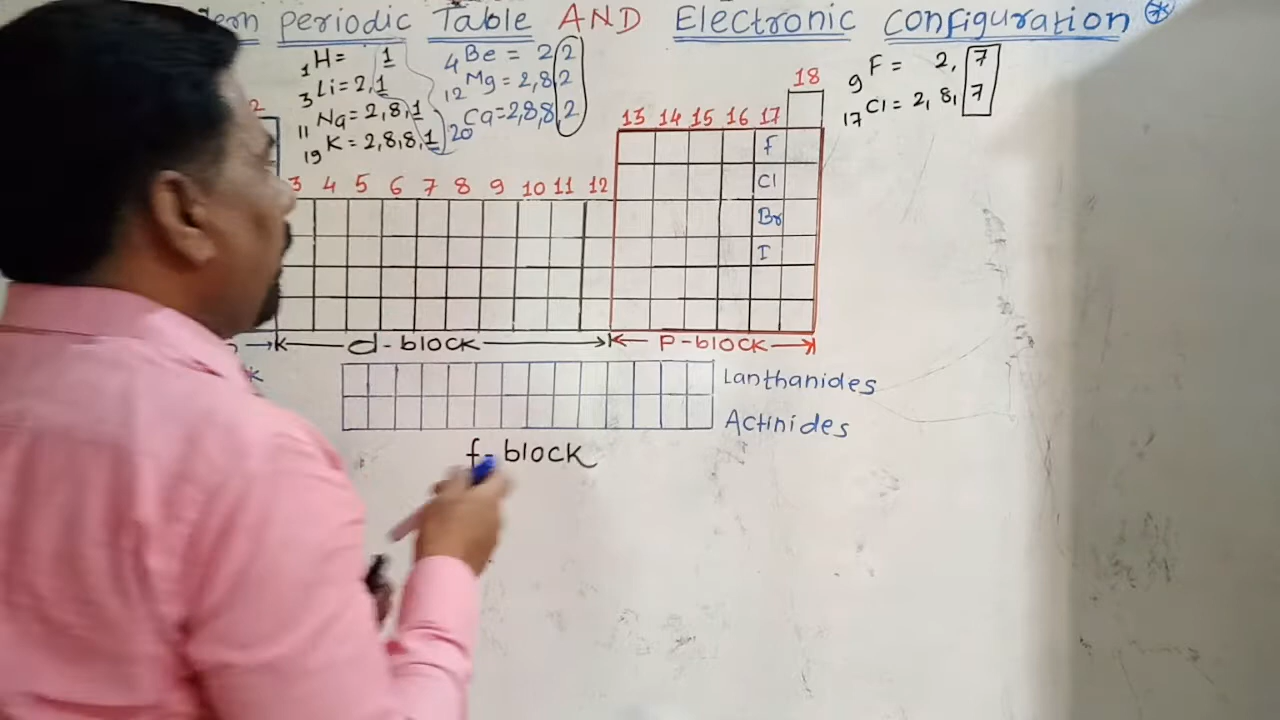 ern periodic Table AND Electronic configuration
1H= 1
3Li=2,1
11Na=2,8,1
19K=2,8,8,1
4Be = 2 2
12Mg=2,8 2
20Ca=2,8,8,2
9F= 2, 7
17Cl= 2, 8, 7
18
2 13 14 15 16 17
F
3 4 5 6 7 8 9 10 11 12 Cl
Br
I
d-block p-block
k
Lanthanides
Actinides
f-block